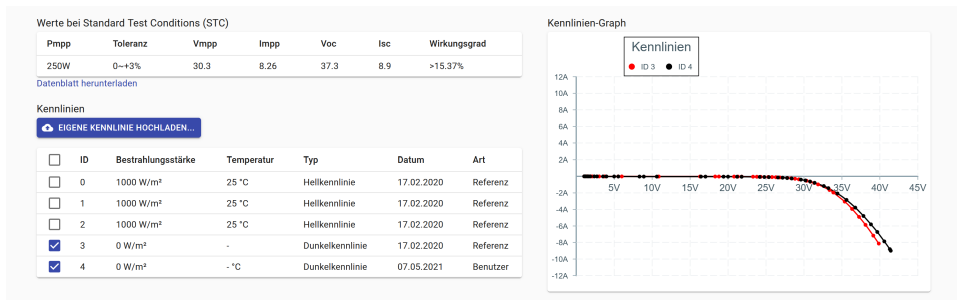 Werte bei Standard Test Conditions (STC)
Pmpp Toleranz Vmpp Impp Voc Isc Wirkungsgrad
250W 0~+3% 30.3 8.26 37.3 8.9 >15.37%
Datenblatt herunterladen
Kennlinien
EIGENE KENNLINIE HOCHLADEN...
ID Bestrahlungsstärke Temperatur Typ Datum Art
0 1000 W/m² 25 °C Hellkennlinie 17.02.2020 Referenz
1 1000 W/m² 25 °C Hellkennlinie 17.02.2020 Referenz
2 1000 W/m² 25 °C Hellkennlinie 17.02.2020 Referenz
3 0 W/m² - Dunkelkennlinie 17.02.2020 Referenz
4 0 W/m² - °C Dunkelkennlinie 07.05.2021 Benutzer
Kennlinien-Graph
Kennlinien
ID 3 ID 4
12A
10A
8A
6A
4A
2A
5V 10V 15V 20V 25V 30V 35V 40V 45V
-2A
-4A
-6A
-8A
-10A
-12A